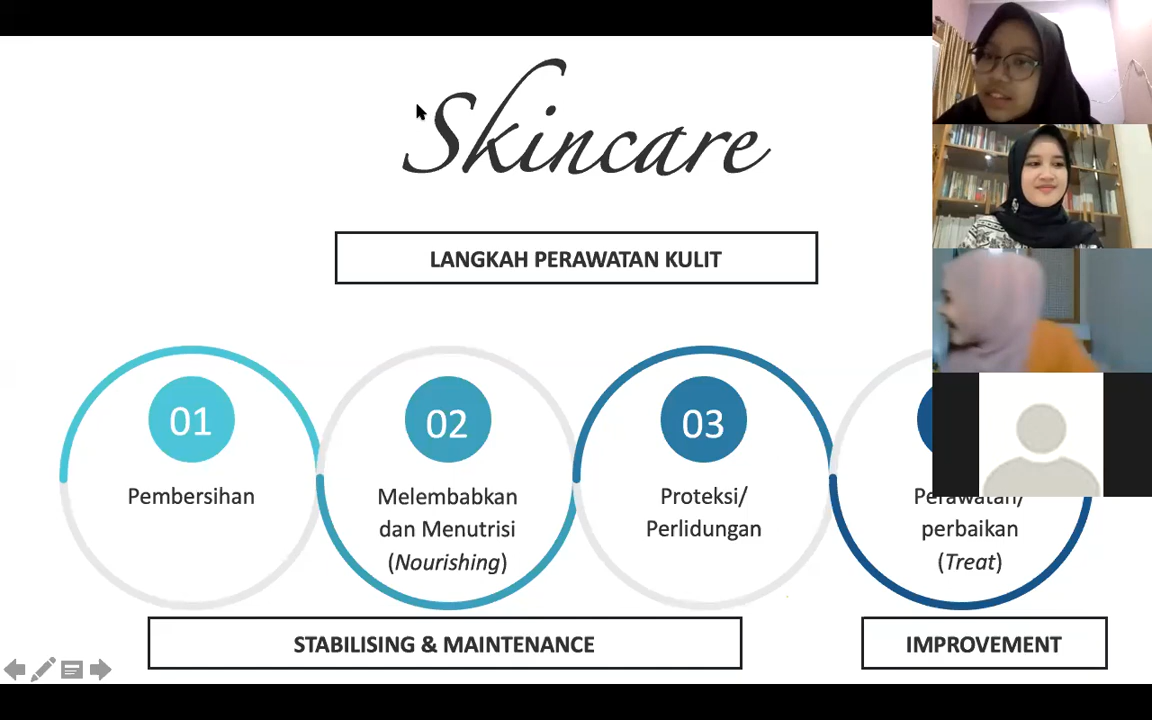 Skincare
LANGKAH PERAWATAN KULIT
01
Pembersihan
02
Melembabkan
dan Menutrisi
(Nourishing)
03
Proteksi/
Perlidungan
Perawatan/
perbaikan
(Treat)
STABILISING & MAINTENANCE
IMPROVEMENT